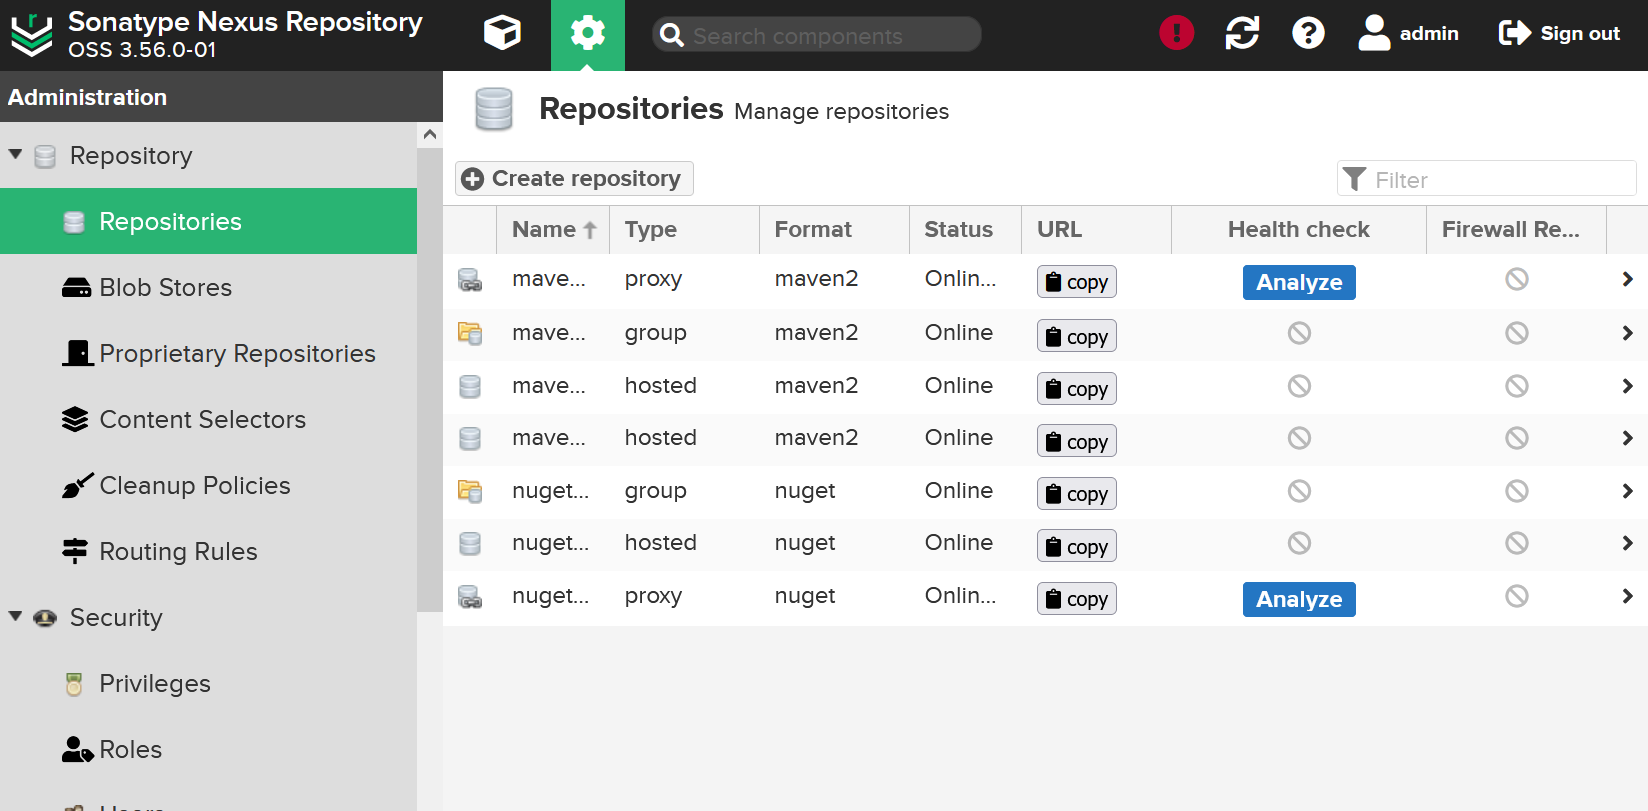 Sonatype Nexus Repository
OSS 3.56.0-01
Search components
admin
Sign out
Administration
Repository
Repositories
Blob Stores
Proprietary Repositories
Content Selectors
Cleanup Policies
Routing Rules
Security
Privileges
Roles
Repositories Manage repositories
Create repository
Filter
Name Type Format Status URL Health check Firewall Re...
mave... proxy maven2 Onlin... copy Analyze
mave... group maven2 Online copy
mave... hosted maven2 Online copy
mave... hosted maven2 Online copy
nuget... group nuget Online copy
nuget... hosted nuget Online copy
nuget... proxy nuget Onlin... copy Analyze